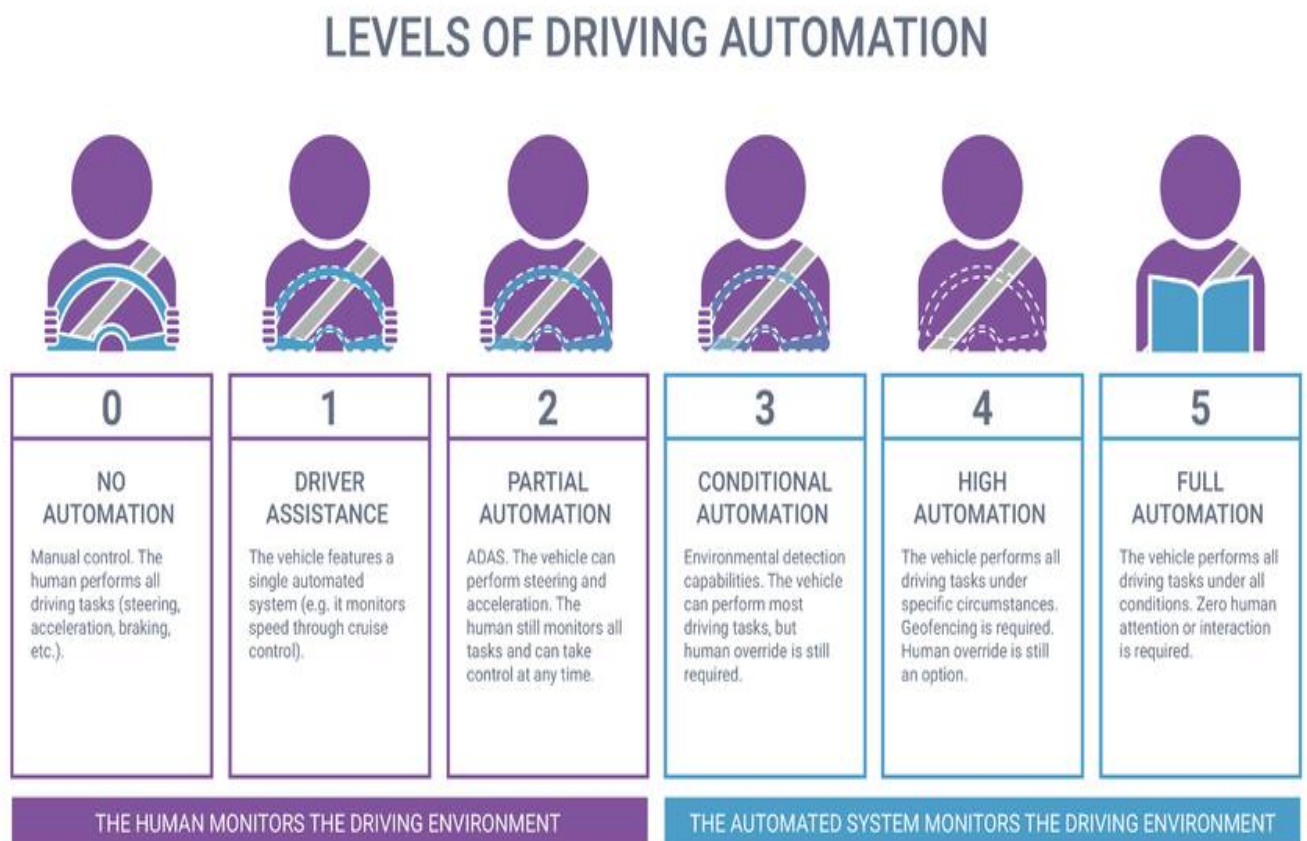 LEVELS OF DRIVING AUTOMATION
0
NO
AUTOMATION
Manual control. The
human performs all
driving tasks (steering,
acceleration, braking,
etc.).
1
DRIVER
ASSISTANCE
The vehicle features a
single automated
system (e.g. it monitors
speed through cruise
control).
2
PARTIAL
AUTOMATION
ADAS. The vehicle can
perform steering and
acceleration. The
human still monitors all
tasks and can take
control at any time.
3
CONDITIONAL
AUTOMATION
Environmental detection
capabilities. The vehicle
can perform most
driving tasks, but
human override is still
required.
4
HIGH
AUTOMATION
The vehicle performs all
driving tasks under
specific circumstances.
Geofencing is required.
Human override is still
an option.
5
FULL
AUTOMATION
The vehicle performs all
driving tasks under all
conditions. Zero human
attention or interaction
is required.
THE HUMAN MONITORS THE DRIVING ENVIRONMENT
THE AUTOMATED SYSTEM MONITORS THE DRIVING ENVIRONMENT